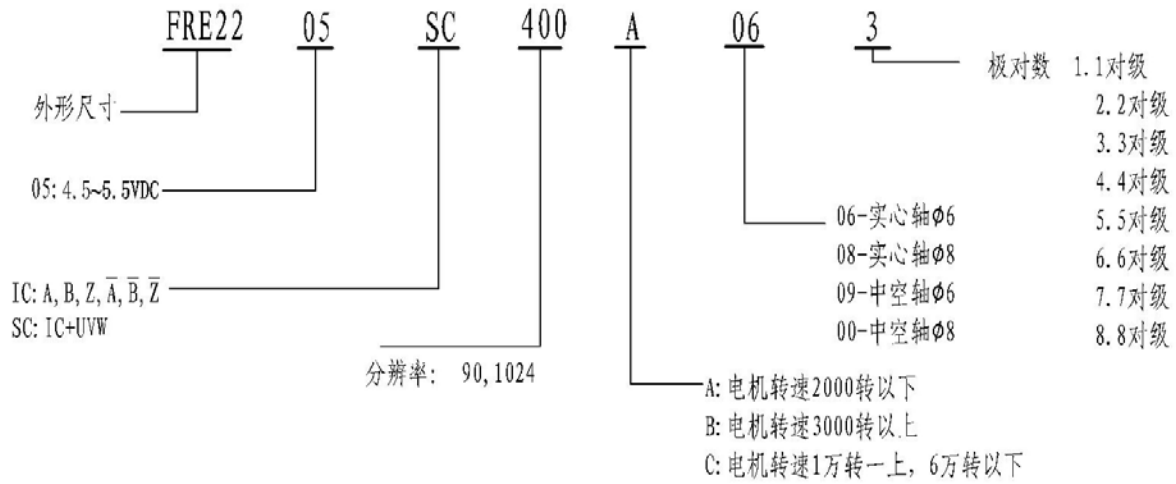 FRE22 05 SC 400 A 06 3
极对数 1.1对级
2.2对级
3.3对级
4.4对级
5.5对级
6.6对级
7.7对级
8.8对级
外形尺寸
05:4.5~5.5VDC
06-实心轴φ6
08-实心轴φ8
09-中空轴φ6
00-中空轴φ8
IC:A,B,Z,A̅,B̅,Z̅
SC:IC+UVW
分辨率: 90,1024
A:电机转速2000转以下
B:电机转速3000转以上
C:电机转速1万转一上, 6万转以下